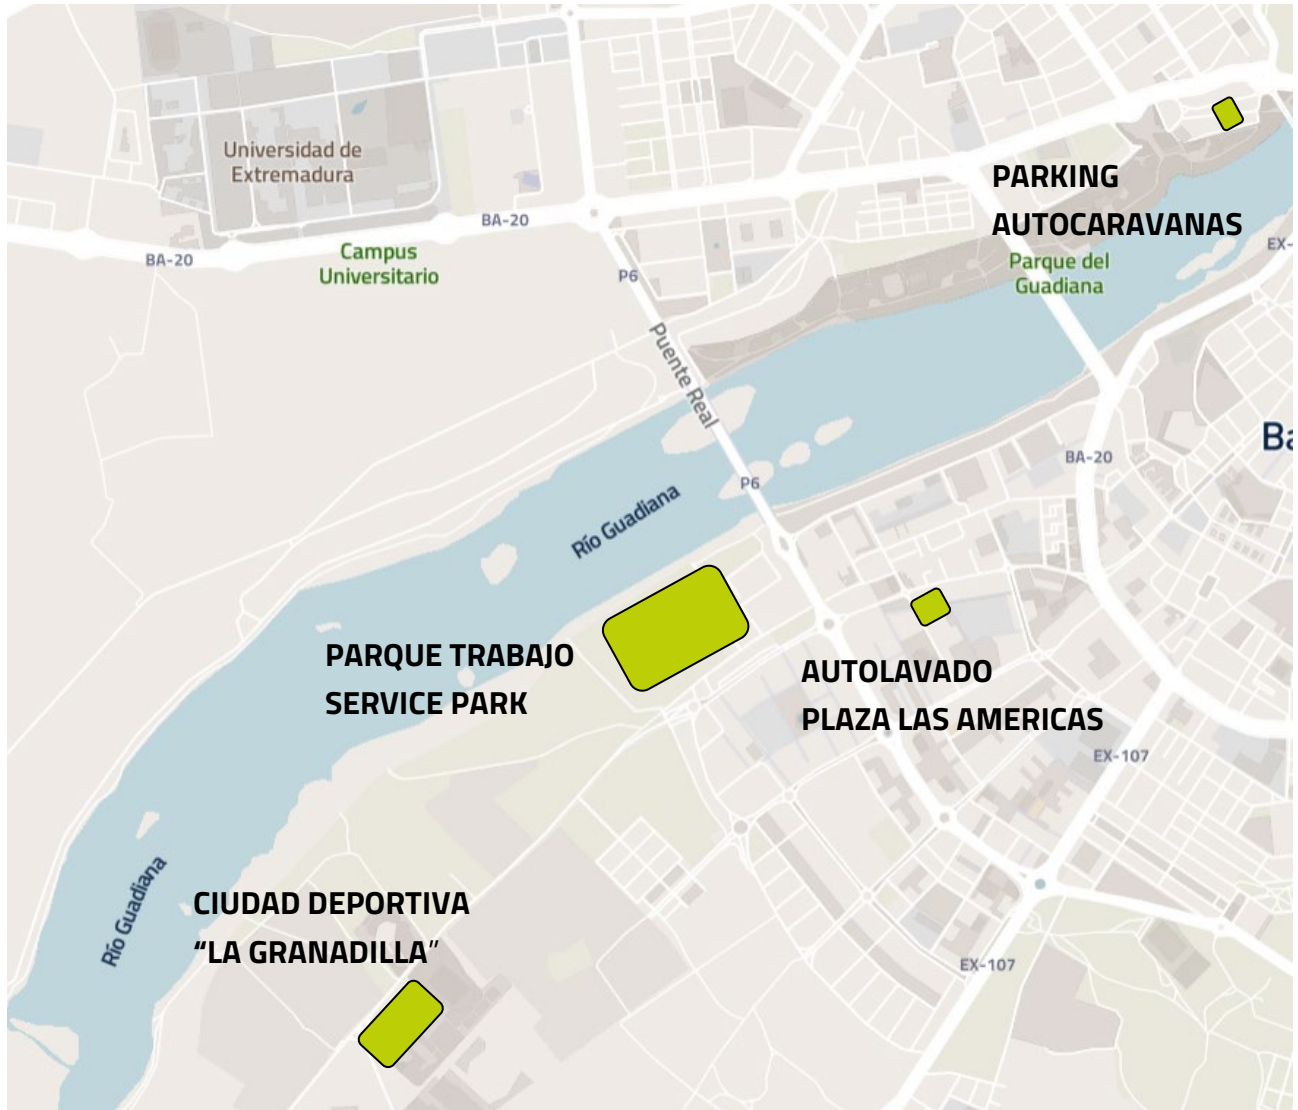 Universidad de
Extremadura
BA-20
BA-20
Campus
Universitario
P6
Puente Real
PARKING
AUTOCARAVANAS
EX-
Parque del
Guadiana
Ba
BA-20
P6
Río Guadiana
PARQUE TRABAJO
SERVICE PARK
AUTOLAVADO
PLAZA LAS AMERICAS
EX-107
Río Guadiana
CIUDAD DEPORTIVA
“LA GRANADILLA”
EX-107